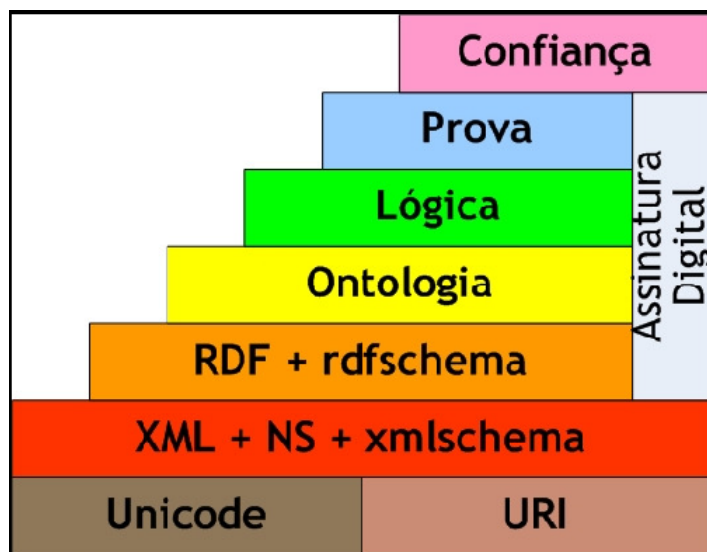 Confiança
Prova
Lógica
Ontologia
RDF + rdfschema
Assinatura
Digital
XML + NS + xmlschema
Unicode
URI